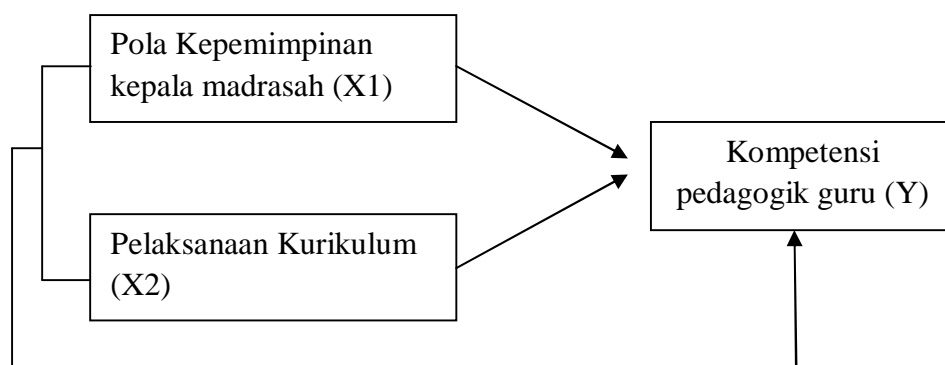 Pola Kepemimpinan
kepala madrasah (X1)
Kompetensi
pedagogik guru (Y)
Pelaksanaan Kurikulum
(X2)